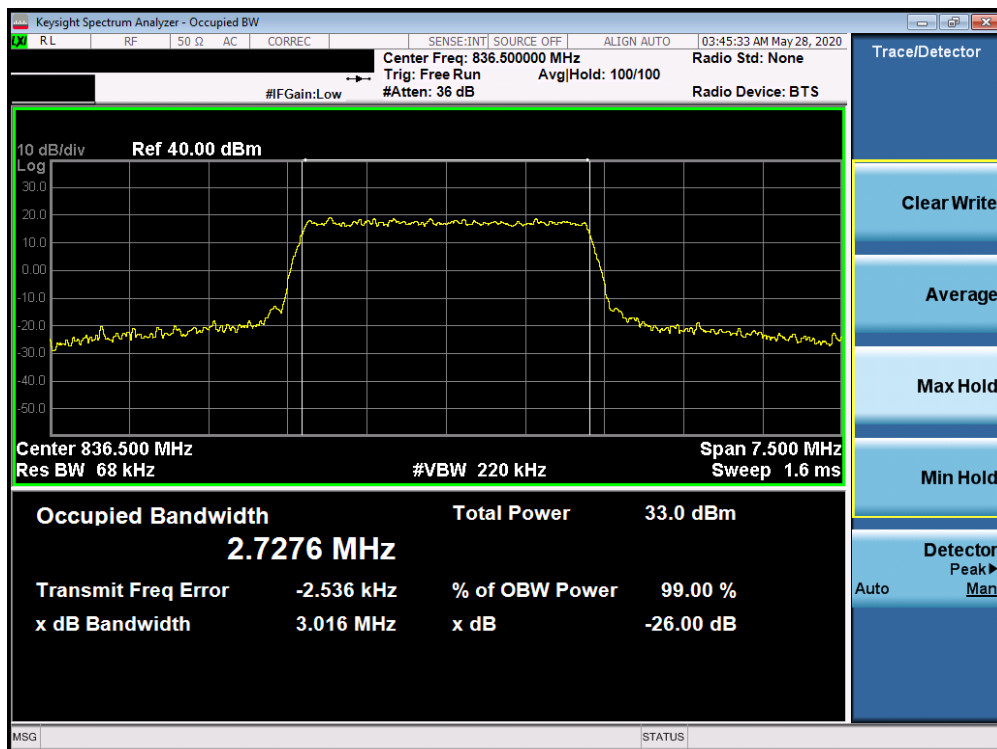 Keysight Spectrum Analyzer - Occupied BW
LXI RL RF 50 Ω AC CORREC SENSE:INT SOURCE OFF ALIGN AUTO 03:45:33 AM May 28, 2020
Center Freq: 836.500000 MHz Radio Std: None
Trig: Free Run Avg|Hold: 100/100
#IFGain:Low #Atten: 36 dB Radio Device: BTS
Trace/Detector
10 dB/div Ref 40.00 dBm
Log
30.0
20.0
10.0
0.00
-10.0
-20.0
-30.0
-40.0
-50.0
Center 836.500 MHz Span 7.500 MHz
Res BW 68 kHz #VBW 220 kHz Sweep 1.6 ms
Occupied Bandwidth Total Power 33.0 dBm
2.7276 MHz
Transmit Freq Error -2.536 kHz % of OBW Power 99.00 %
x dB Bandwidth 3.016 MHz x dB -26.00 dB
Clear Write
Average
Max Hold
Min Hold
Detector
Peak▶
Auto Man
MSG STATUS